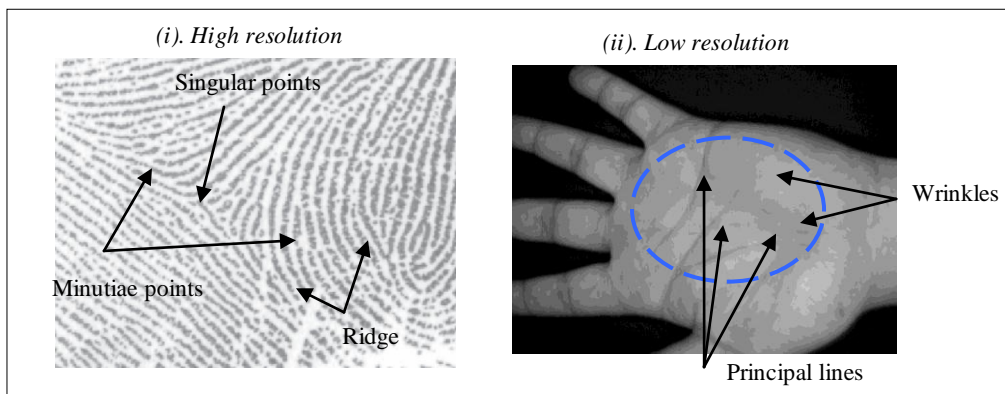 (i). High resolution
(ii). Low resolution
Singular points
Minutiae points
Ridge
Wrinkles
Principal lines